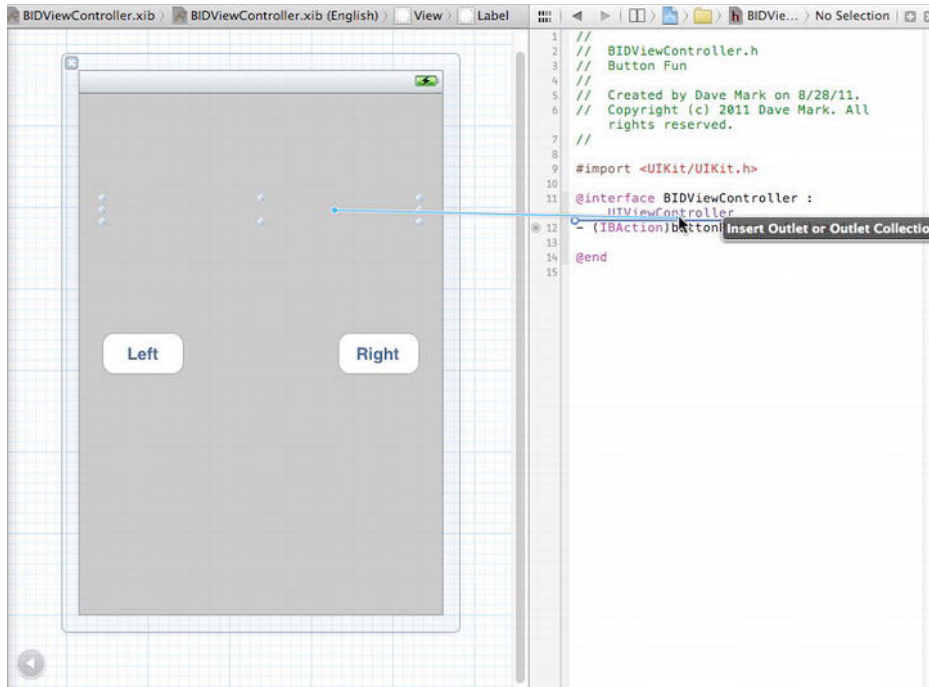 BIDViewController.xib BIDViewController.xib (English) View Label
BIDVie... No Selection
Left
Right
1 //
2 // BIDViewController.h
3 // Button Fun
4 //
5 // Created by Dave Mark on 8/28/11.
6 // Copyright (c) 2011 Dave Mark. All
rights reserved.
7 //
8
9 #import <UIKit/UIKit.h>
10
11 @interface BIDViewController :
UIViewController
12 - (IBAction)button
Insert Outlet or Outlet Collectio
13
14 @end
15